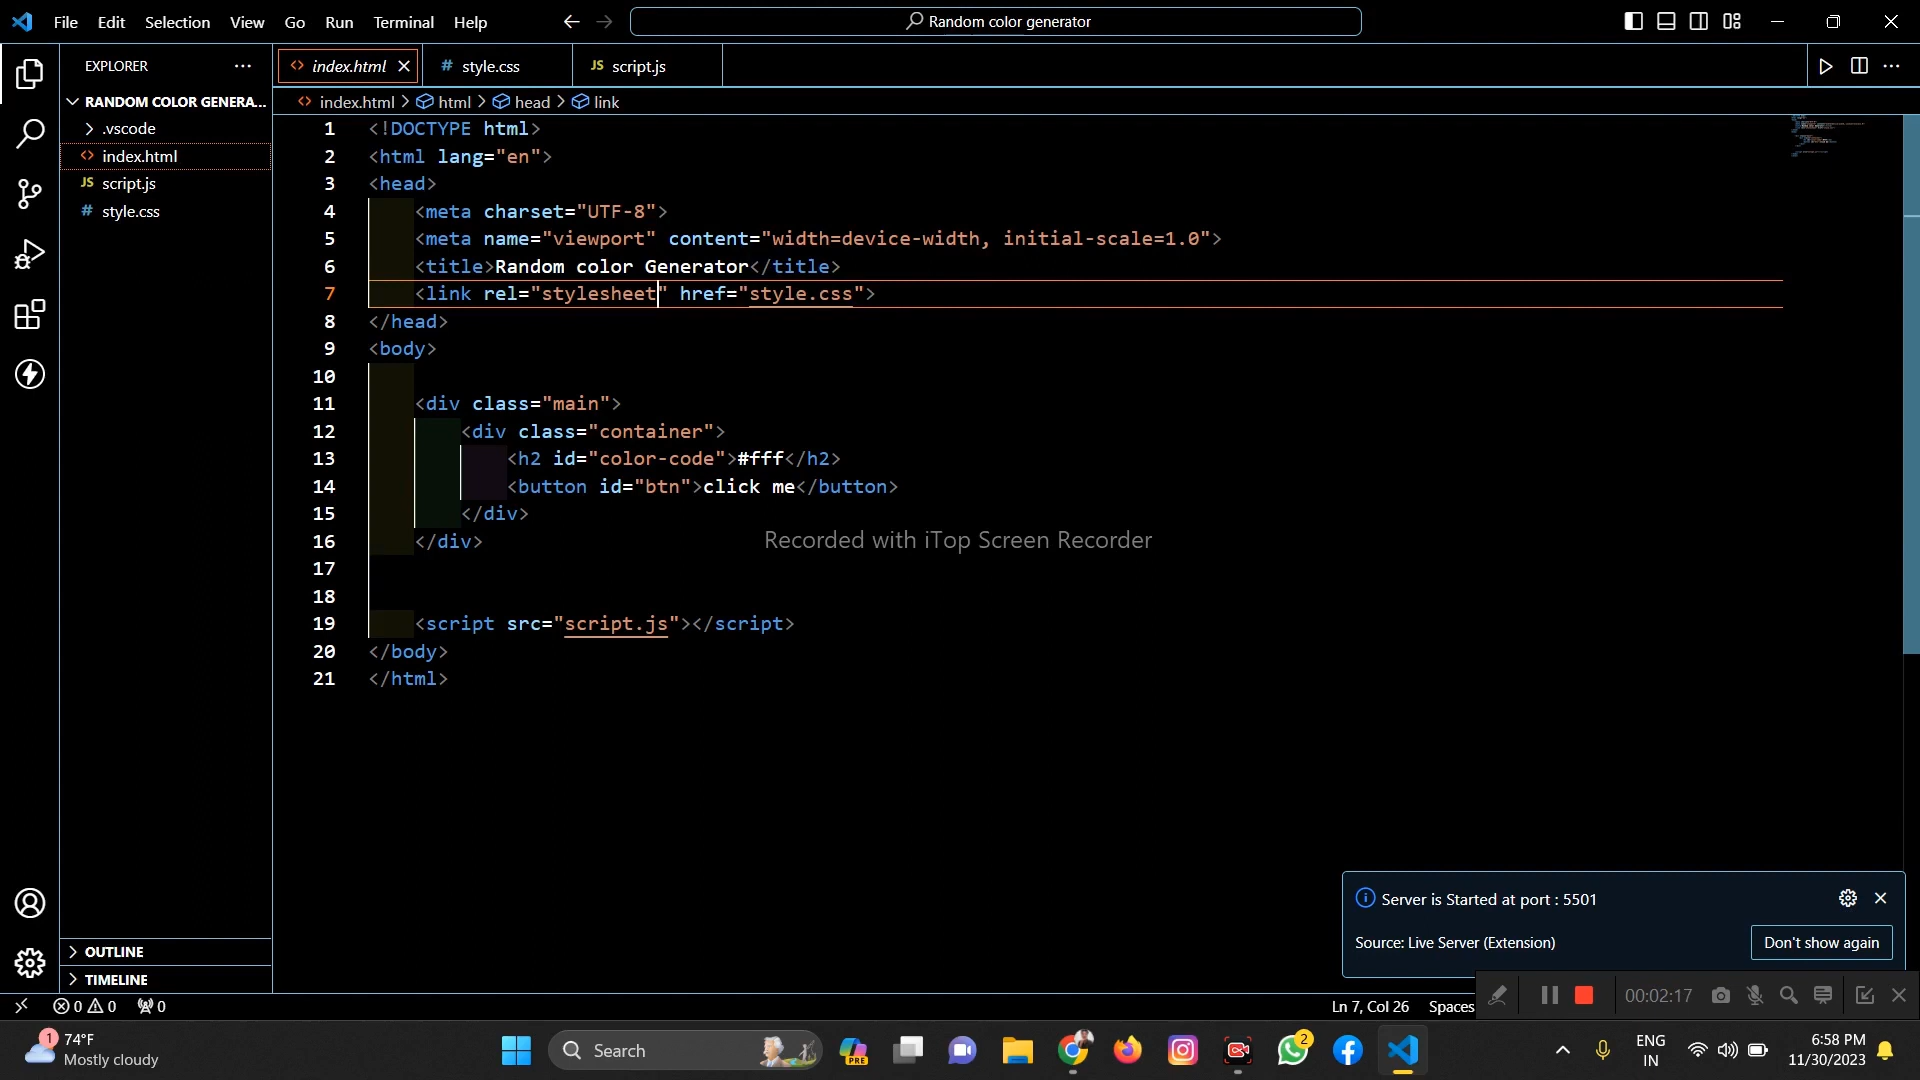 File Edit Selection View Go Run Terminal Help
Random color generator
EXPLORER
index.html
# style.css
JS script.js
RANDOM COLOR GENERA...
index.html > html > head > link
> .vscode
<> index.html
JS script.js
# style.css
1 <!DOCTYPE html>
2 <html lang="en">
3 <head>
4 <meta charset="UTF-8">
5 <meta name="viewport" content="width=device-width, initial-scale=1.0">
6 <title>Random color Generator</title>
7 <link rel="stylesheet" href="style.css">
8 </head>
9 <body>
10
11 <div class="main">
12 <div class="container">
13 <h2 id="color-code">#fff</h2>
14 <button id="btn">click me</button>
15 </div>
16 </div>
17
18
19 <script src="script.js"></script>
20 </body>
21 </html>
Recorded with iTop Screen Recorder
Server is Started at port : 5501
Source: Live Server (Extension)
Don't show again
OUTLINE
TIMELINE
0 0 0
Ln 7, Col 26 Spaces
00:02:17
1
74°F
Mostly cloudy
Search
PRE
2
ENG
IN
6:58 PM
11/30/2023